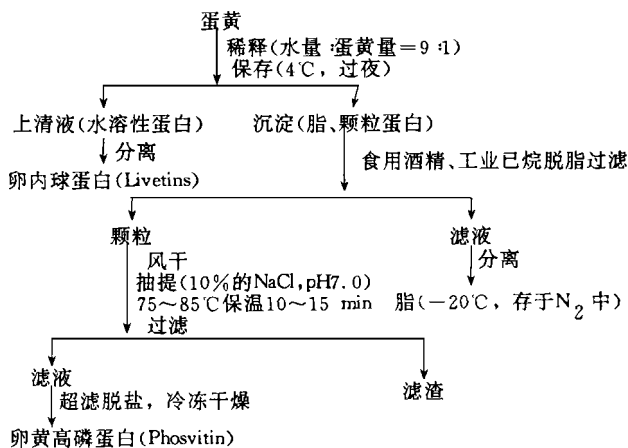 蛋黄
稀释(水量:蛋黄量=9:1)
保存(4℃,过夜)
上清液(水溶性蛋白)
沉淀(脂、颗粒蛋白)
分离
食用酒精、工业已烷脱脂过滤
卵内球蛋白(Livetins)
颗粒
滤液
风干
分离
抽提(10%的NaCl,pH7.0)
75~85℃保温10~15 min
脂(-20℃,存于N₂中)
过滤
滤液
滤渣
超滤脱盐,冷冻干燥
卵黄高磷蛋白(Phosvitin)